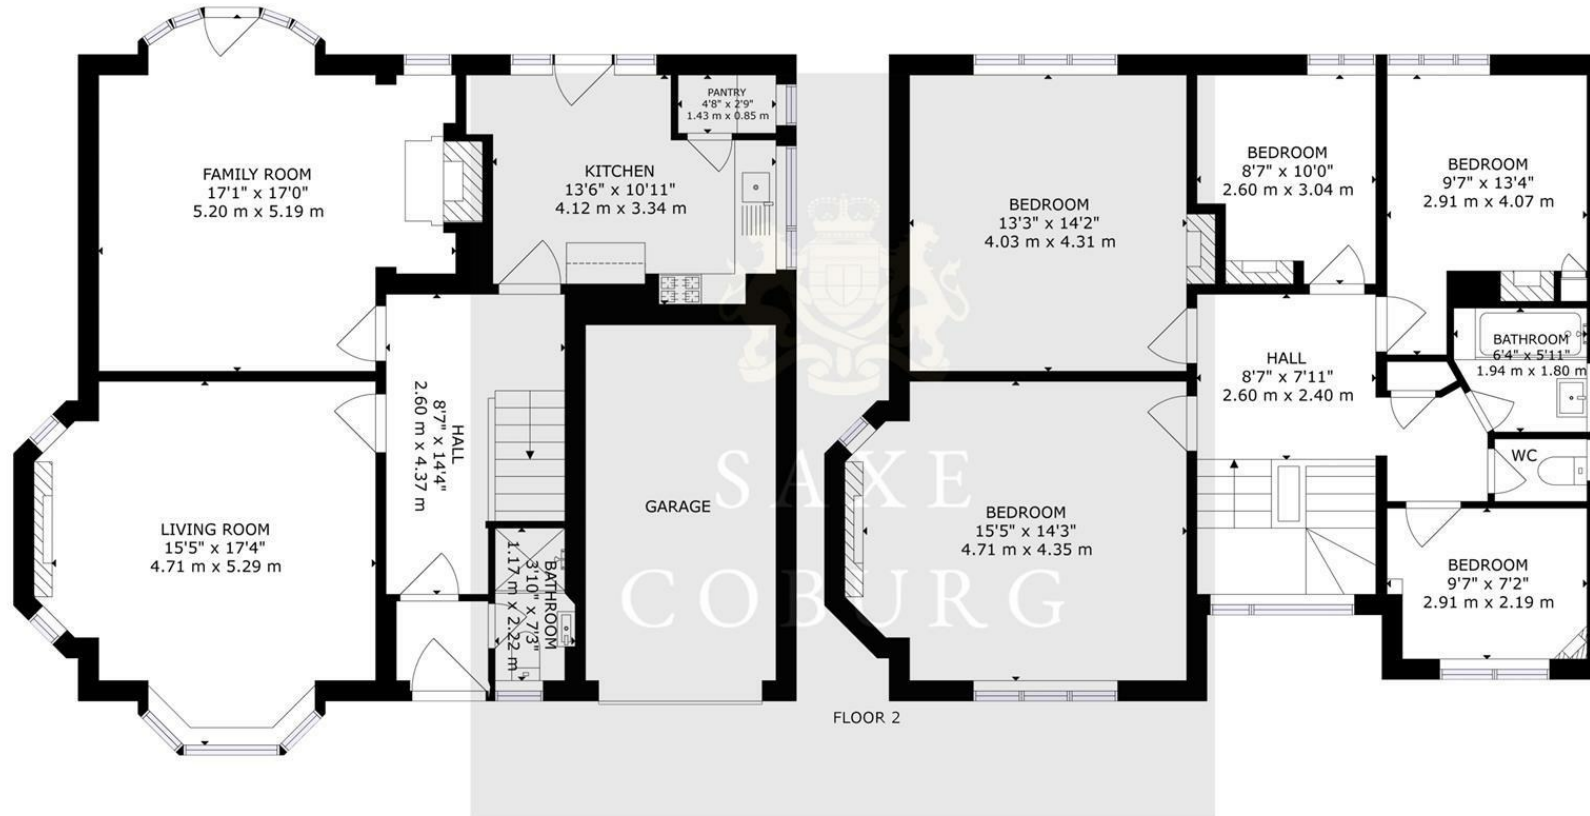 FAMILY ROOM
17'1" x 17'0"
5.20 m x 5.19 m
KITCHEN
13'6" x 10'11"
4.12 m x 3.34 m
PANTRY
4'8" x 2'9"
1.43 m x 0.85 m
HALL
8'7" x 14'4"
2.60 m x 4.37 m
LIVING ROOM
15'5" x 17'4"
4.71 m x 5.29 m
BATHROOM
3'10" x 7'3"
1.17 m x 2.22 m
GARAGE
BEDROOM
13'3" x 14'2"
4.03 m x 4.31 m
BEDROOM
8'7" x 10'0"
2.60 m x 3.04 m
BEDROOM
9'7" x 13'4"
2.91 m x 4.07 m
HALL
8'7" x 7'11"
2.60 m x 2.40 m
BATHROOM
6'4" x 5'11"
1.94 m x 1.80 m
WC
BEDROOM
15'5" x 14'3"
4.71 m x 4.35 m
BEDROOM
9'7" x 7'2"
2.91 m x 2.19 m
SAXE
COBURG
FLOOR 2